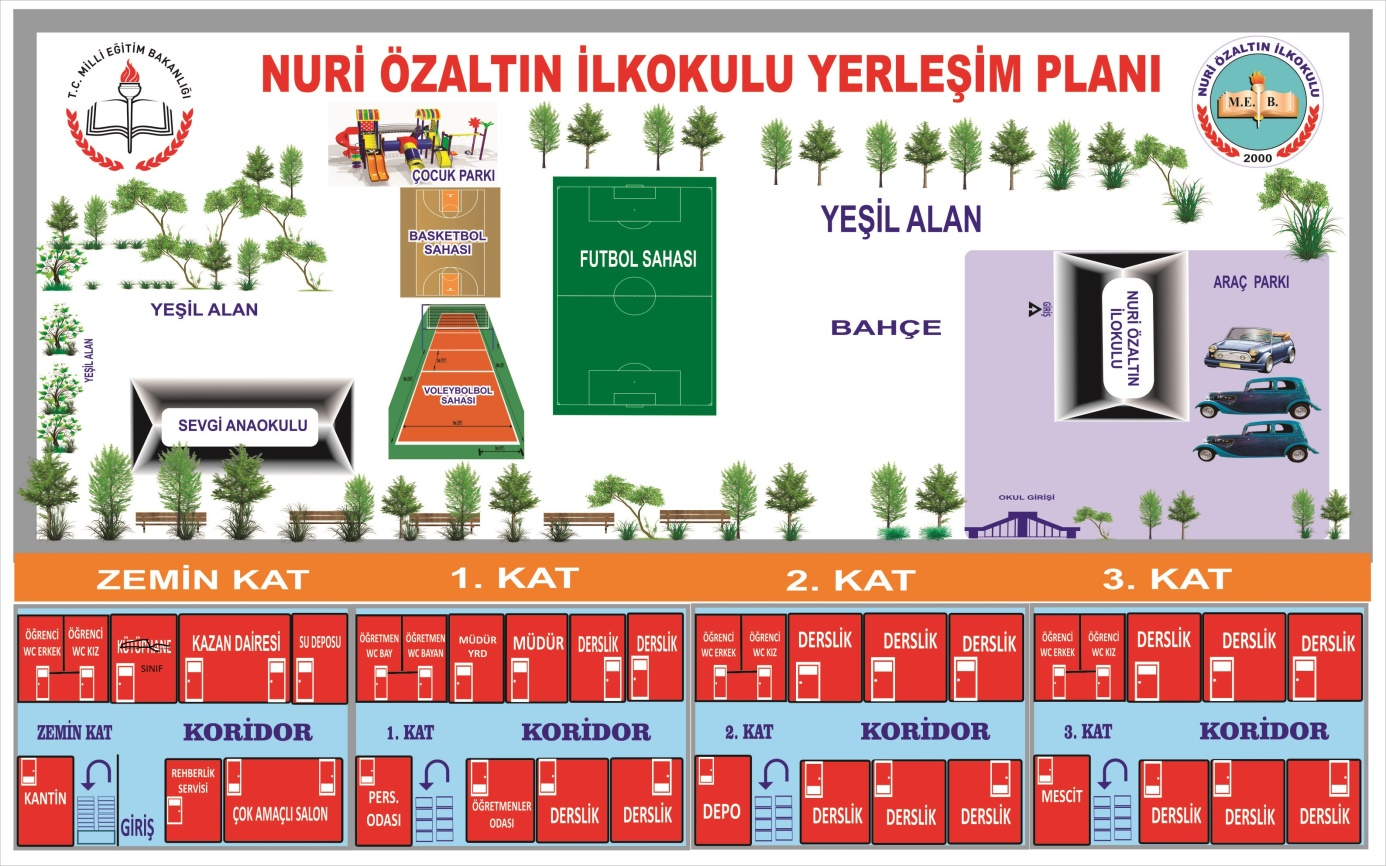 NURİ ÖZALTIN İLKOKULU YERLEŞİM PLANI
T.C. MİLLİ EĞİTİM BAKANLIĞI
NURİ ÖZALTIN İLKOKULU
M.E. B.
2000
ÇOCUK PARKI
BASKETBOL
SAHASI
FUTBOL SAHASI
YEŞİL ALAN
YEŞİL ALAN
YEŞİL ALAN
BAHÇE
GİRİŞ
NURİ ÖZALTIN
İLOKULU
ARAÇ PARKI
VOLEYBOLBOL
SAHASI
SEVGİ ANAOKULU
OKUL GİRİŞİ
ZEMİN KAT
1. KAT
2. KAT
3. KAT
ÖĞRENCİ
WC ERKEK
ÖĞRENCİ
WC KIZ
KÜTÜPHANE
SINIF
KAZAN DAİRESİ
SU DEPOSU
ZEMİN KAT
KORİDOR
KANTİN
GİRİŞ
REHBERLİK
SERVİSİ
ÇOK AMAÇLI SALON
ÖĞRETMEN
WC BAY
ÖĞRETMEN
WC BAYAN
MÜDÜR
YRD
MÜDÜR
DERSLİK
DERSLİK
1. KAT
KORİDOR
PERS.
ODASI
ÖĞRETMENLER
ODASI
DERSLİK
DERSLİK
ÖĞRENCİ
WC ERKEK
ÖĞRENCİ
WC KIZ
DERSLİK
DERSLİK
DERSLİK
2. KAT
KORİDOR
DEPO
DERSLİK
DERSLİK
DERSLİK
ÖĞRENCİ
WC ERKEK
ÖĞRENCİ
WC KIZ
DERSLİK
DERSLİK
DERSLİK
3. KAT
KORİDOR
MESCİT
DERSLİK
DERSLİK
DERSLİK